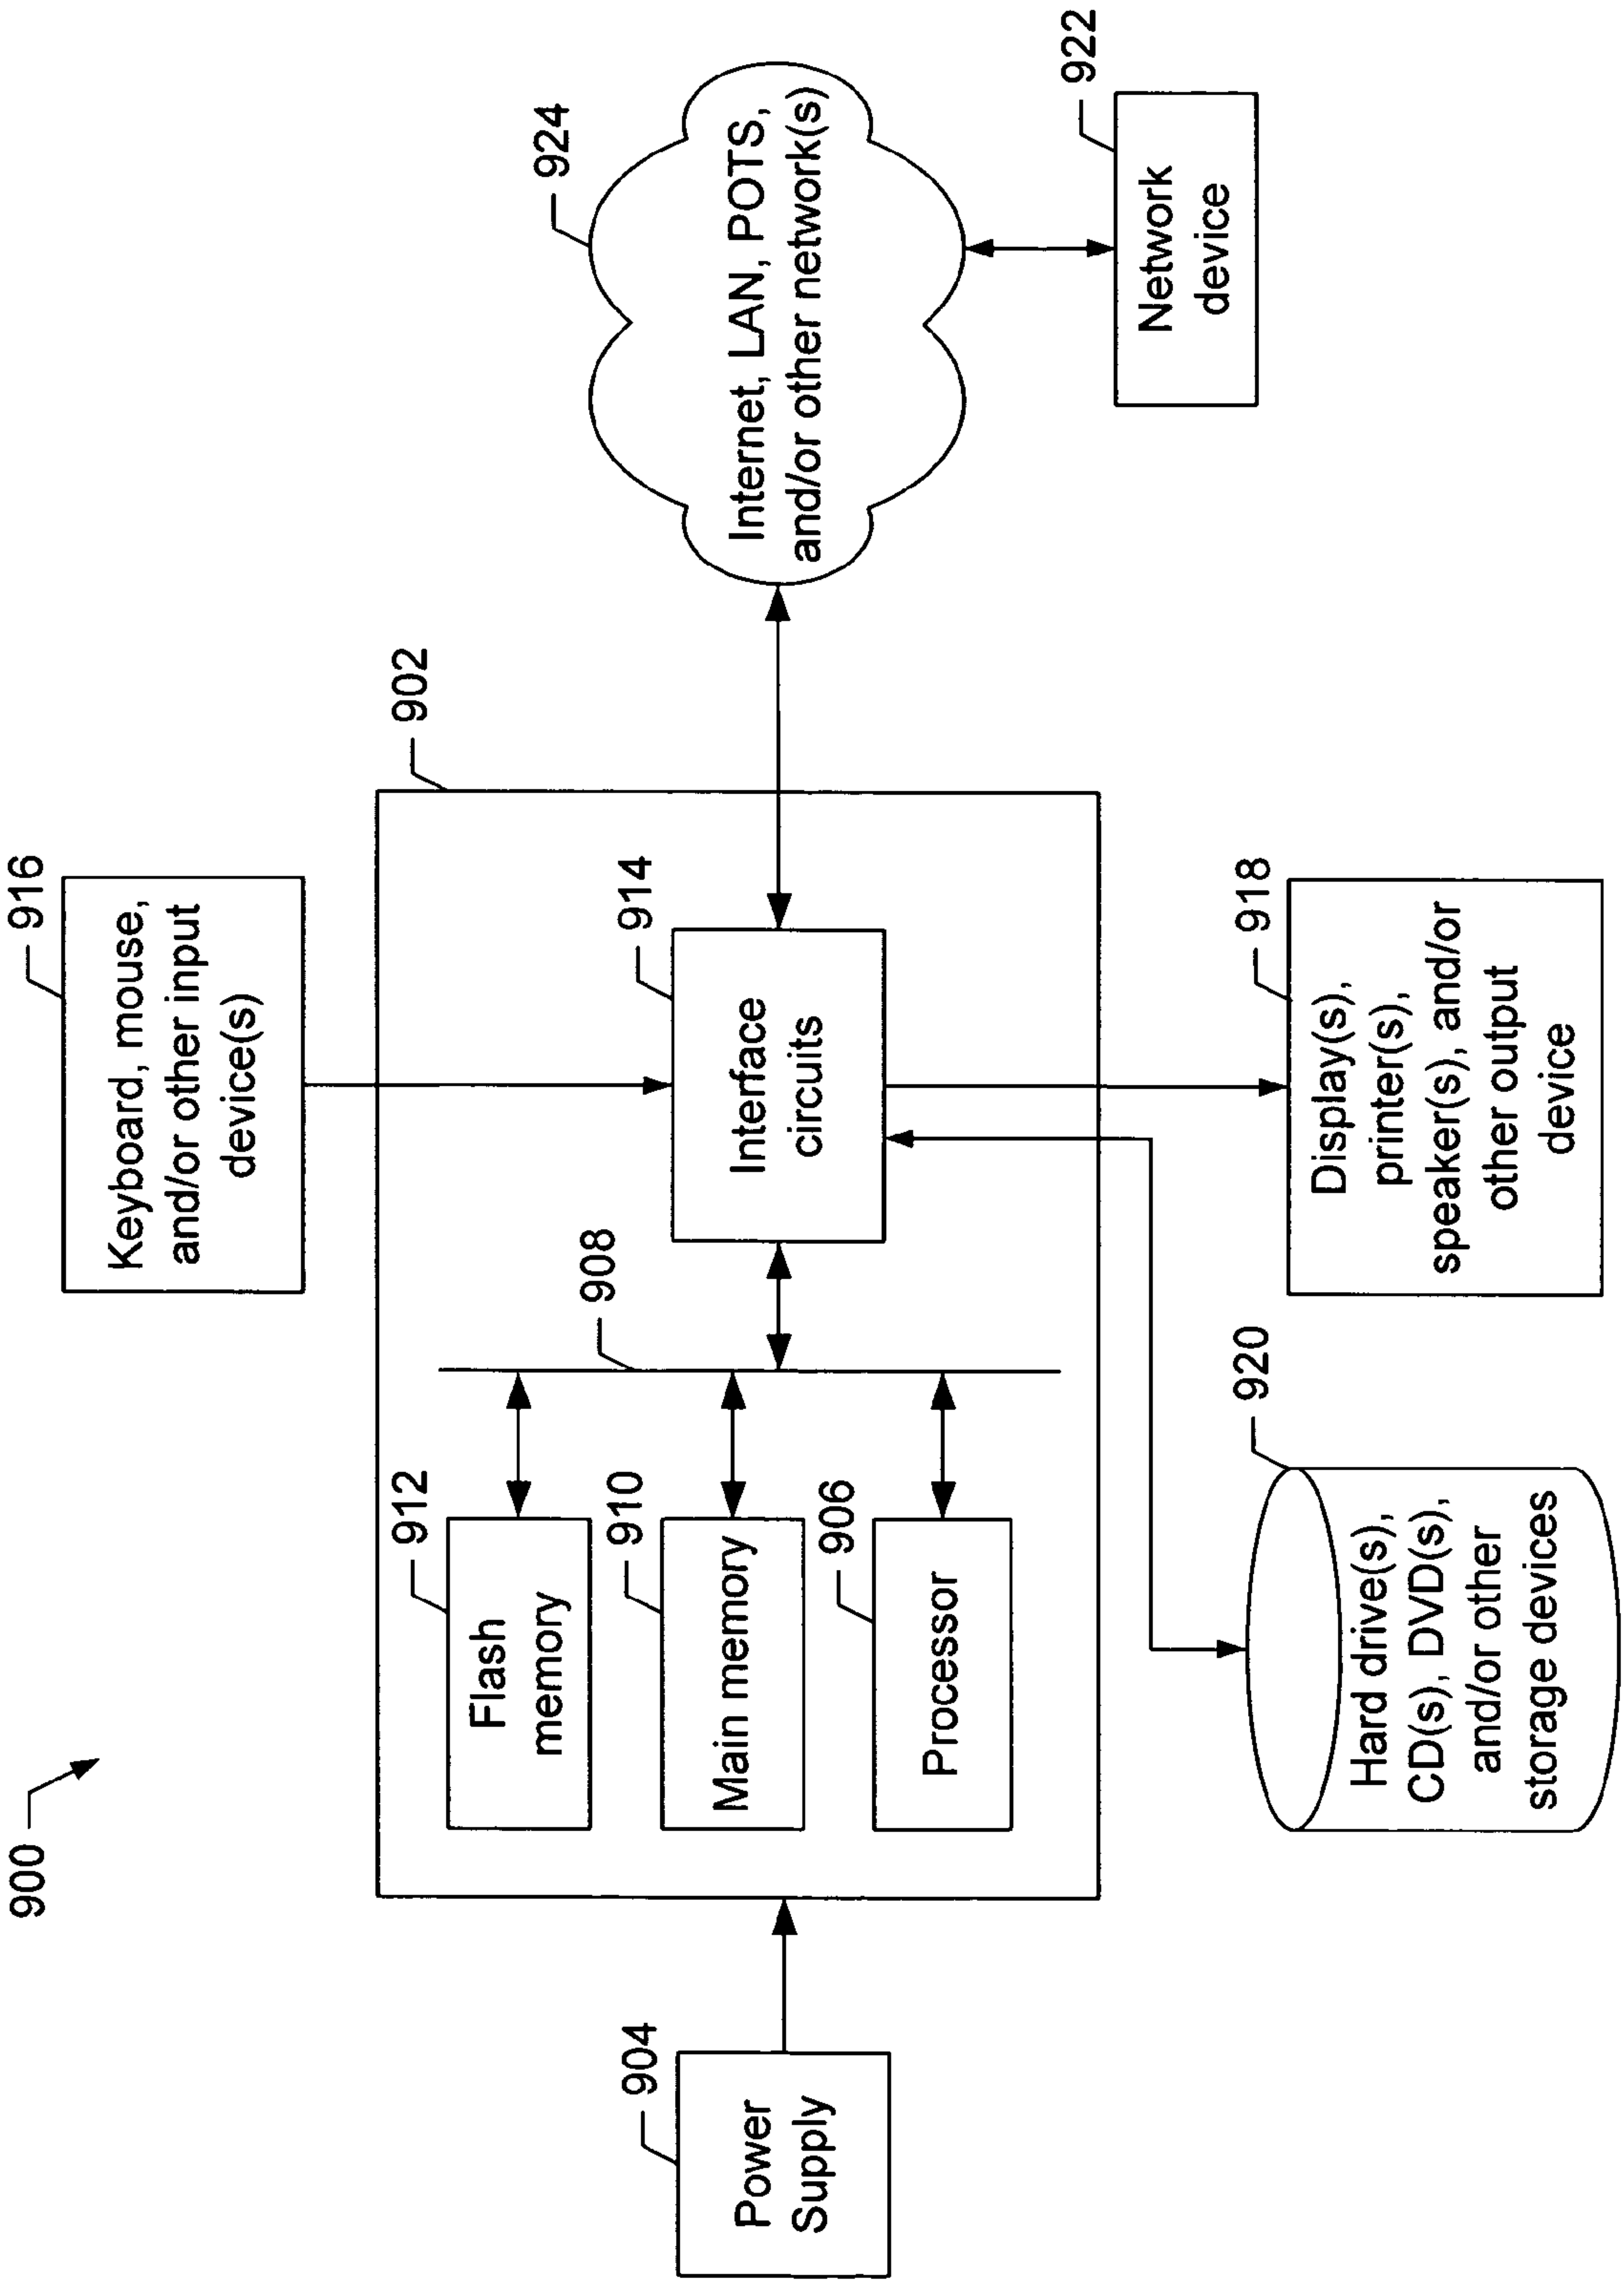 900
916
Keyboard, mouse,
and/or other input
device(s)
902
924
Internet, LAN, POTS,
and/or other network(s)
904
Power
Supply
912
Flash
memory
910
Main memory
906
Processor
908
914
Interface
circuits
922
Network
device
920
Hard drive(s),
CD(s), DVD(s),
and/or other
storage devices
918
Display(s),
printer(s),
speaker(s), and/or
other output
device